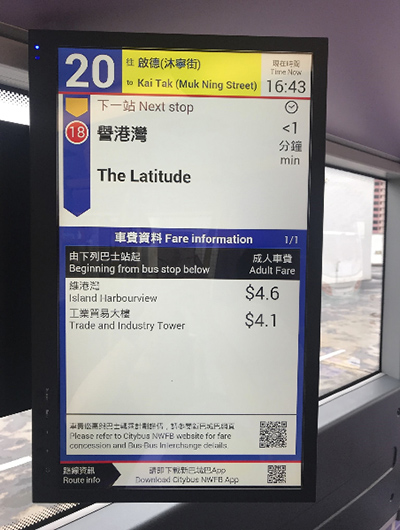 20
往 啟德(沐寧街)
to Kai Tak (Muk Ning Street)
現在時間
Time Now
16:43
下一站 Next stop
18 譽港灣
The Latitude
<1
分鐘
min
車費資料 Fare information 1/1
由下列巴士站起
Beginning from bus stop below
成人車費
Adult Fare
維港灣
Island Harbourview
$4.6
工業貿易大樓
Trade and Industry Tower
$4.1
Please refer to Citybus NWFB website for fare
concession and Bus-Bus Interchange details
路線資訊
Route info
請即下載新巴城巴App
Download Citybus NWFB App